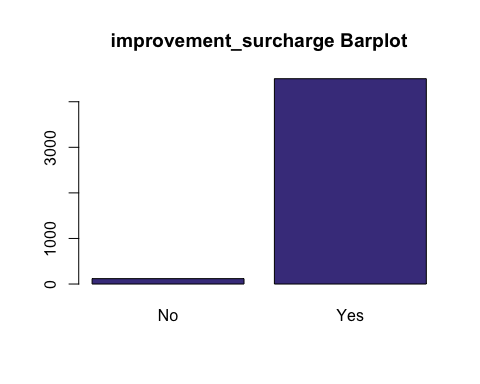 improvement_surcharge Barplot
3000
1000
0
No Yes